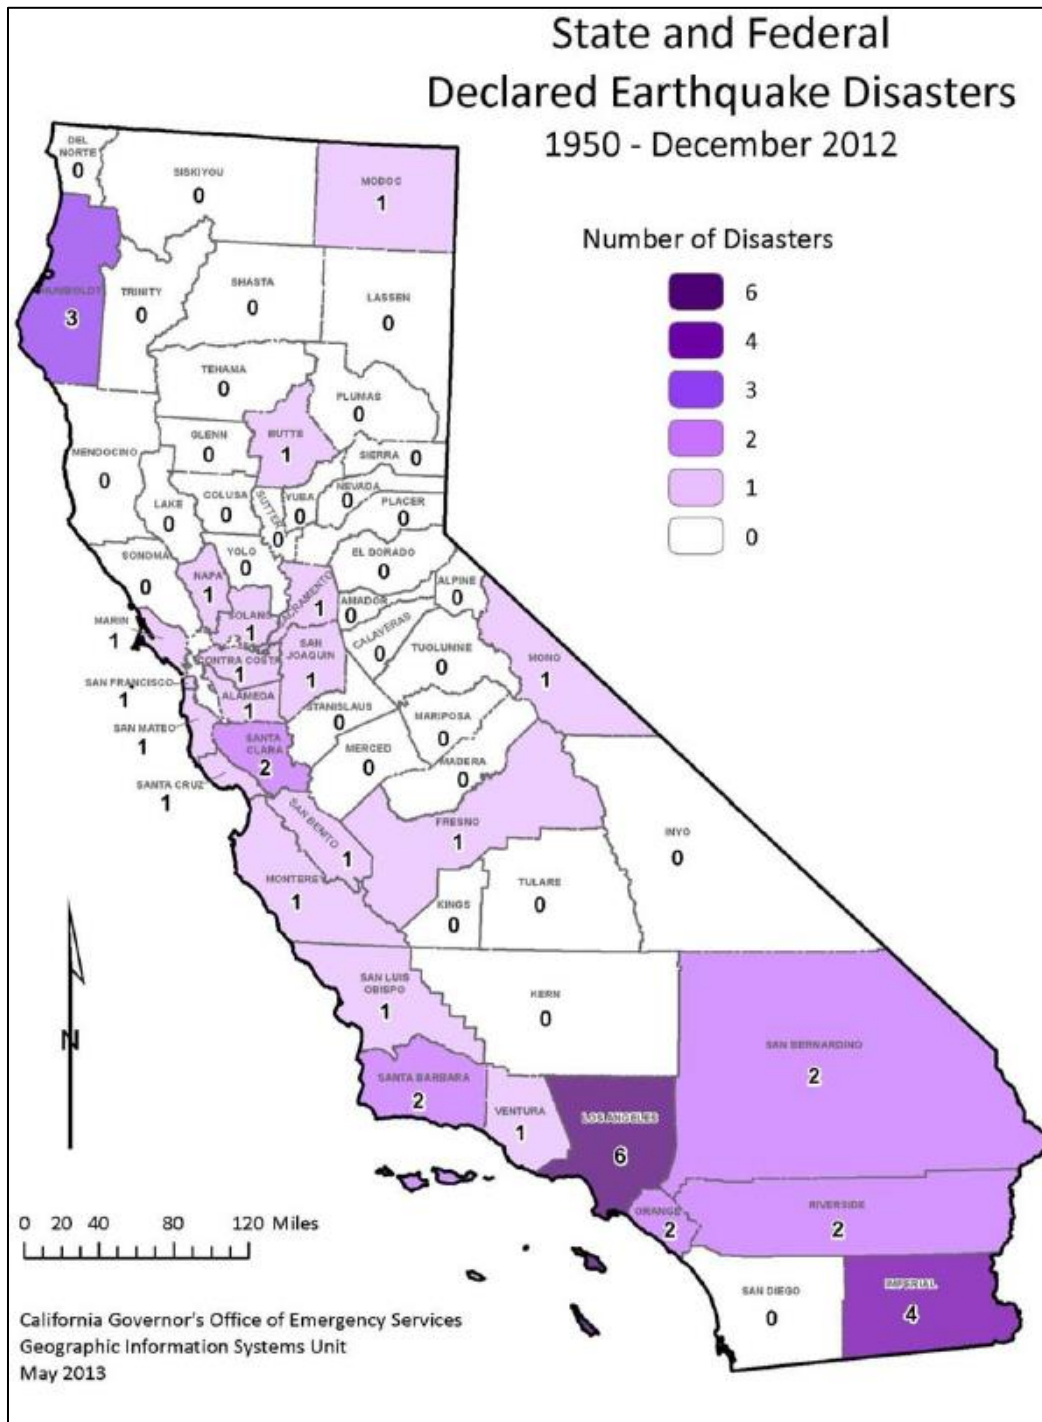 State and Federal
Declared Earthquake Disasters
1950 - December 2012
Number of Disasters
6
4
3
2
1
0
DEL
NORTE
0
SISKIYOU
0
MODOC
1
HUMBOLDT
3
TRINITY
0
SHASTA
0
LASSEN
0
TEHAMA
0
PLUMAS
0
GLENN
0
BUTTE
1
SIERRA 0
MENDOCINO
0
LAKE
0
COLUSA
0
SUTTER
0
YUBA
0
NEVADA
0
PLACER
0
SONOMA
0
NAPA
1
YOLO
0
EL DORADO
0
ALPINE
0
SACRAMENTO
1
AMADOR
0
MARIN
1
SOLANO
1
CALAVERAS
0
TUOLUMNE
0
MONO
1
CONTRA COSTA
1
SAN
JOAQUIN
1
SAN FRANCISCO
1
ALAMEDA
1
STANISLAUS
0
MARIPOSA
0
SAN MATEO
1
SANTA
CLARA
2
MERCED
0
MADERA
0
SANTA CRUZ
1
SAN BENITO
1
FRESNO
1
INYO
0
MONTEREY
1
KINGS
0
TULARE
0
N
SAN LUIS
OBISPO
1
KERN
0
SAN BERNARDINO
2
SANTA BARBARA
2
VENTURA
1
LOS ANGELES
6
ORANGE
2
RIVERSIDE
2
SAN DIEGO
0
IMPERIAL
4
0 20 40 80 120 Miles
California Governor's Office of Emergency Services
Geographic Information Systems Unit
May 2013